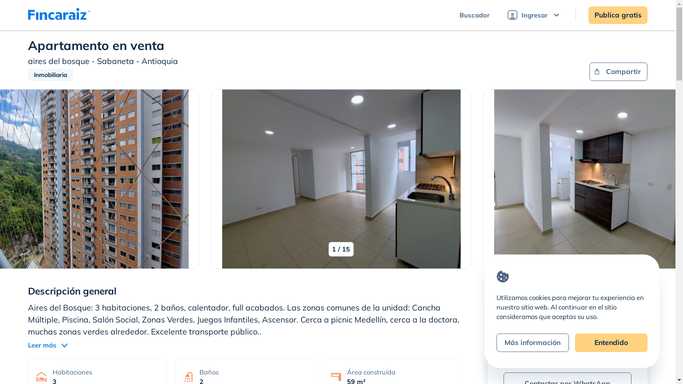 Fincaraiz
Buscador
Ingresar
Publica gratis
Apartamento en venta
aires del bosque - Sabaneta - Antioquia
Inmobiliaria
Compartir
1 / 15
Descripción general
Aires del Bosque: 3 habitaciones, 2 baños, calentador, full acabados. Las zonas comunes de la unidad: Cancha
Múltiple, Piscina, Salón Social, Zonas Verdes, Juegos Infantiles, Ascensor. Cerca a picnic Medellín, cerca a la doctora,
muchas zonas verdes alrededor. Excelente transporte público..
Leer más
Habitaciones
3
Baños
2
Área construida
59 m²
Utilizamos cookies para mejorar tu experiencia en
nuestro sitio web. Al continuar en el sitio
consideramos que aceptas su uso.
Más información
Entendido
Contactar por WhatsApp